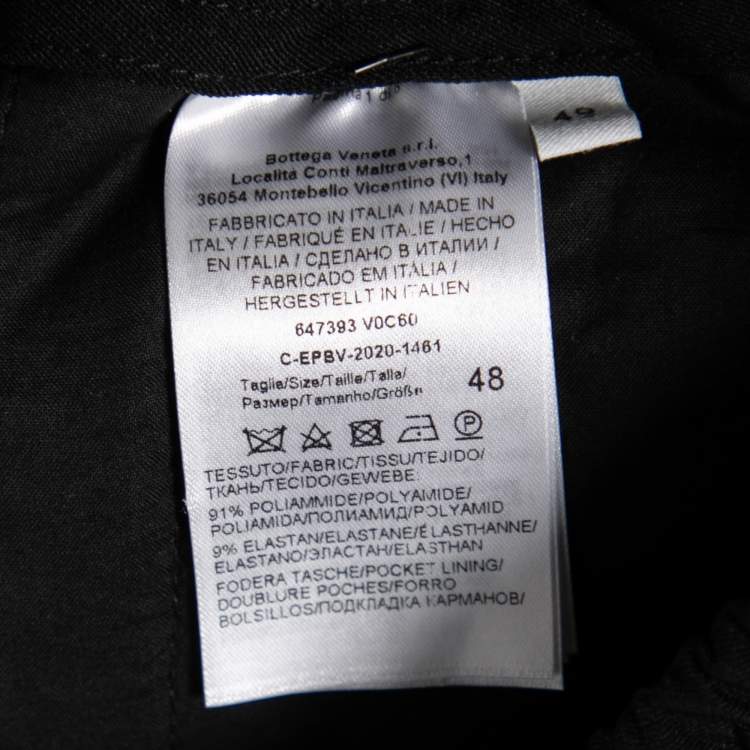 Pagina 1 di
49
Bottega Veneta s.r.l.
Località Conti Maltraverso,1
36054 Montebello Vicentino (VI) Italy
FABBRICATO IN ITALIA / MADE IN
ITALY / FABRIQUÉ EN ITALIE / HECHO
EN ITALIA / СДЕЛАНО В ИТАЛИИ /
FABRICADO EM ITÁLIA /
HERGESTELLT IN ITALIEN
647393 V0C60
C-EPBV-2020-1461
Taglia/Size/Taille/Talla/
Размер/Tamanho/Größe 48
P
TESSUTO/FABRIC/TISSU/TEJIDO/
ТКАНЬ/TECIDO/GEWEBE:
91% POLIAMMIDE/POLYAMIDE/
POLIAMIDA/ПОЛИАМИД/POLYAMID
9% ELASTAN/ELASTANE/ÉLASTHANNE/
ELASTANO/ЭЛАСТАН/ELASTHAN
FODERA TASCHE/POCKET LINING/
DOUBLURE POCHES/FORRO
BOLSILLOS/ПОДКЛАДКА КАРМАНОВ/